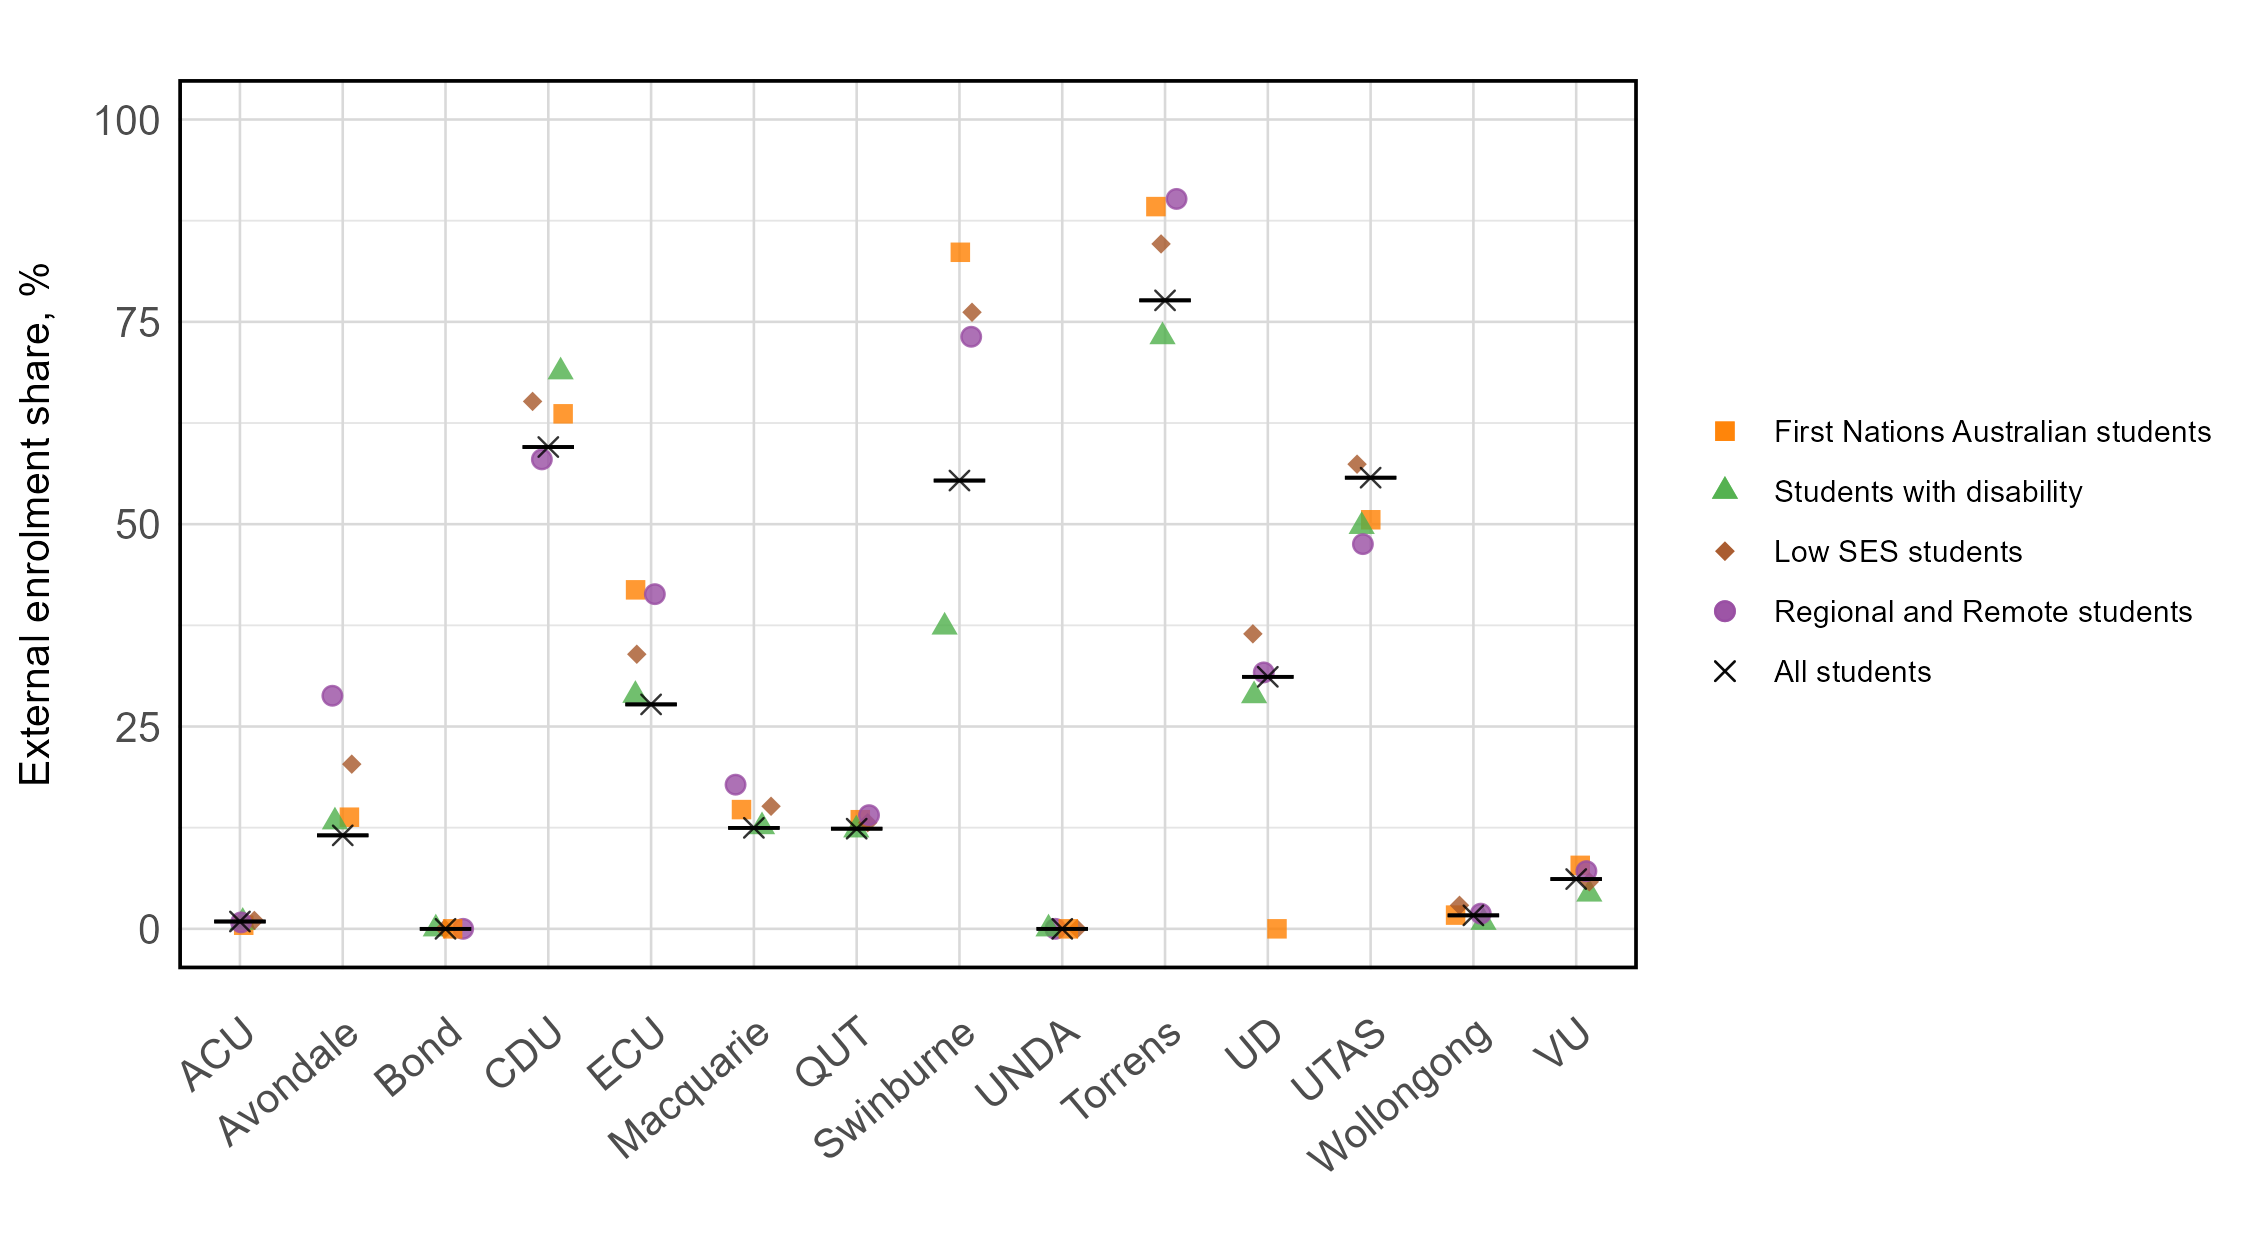 External enrolment share, %
100
75
50
25
0
ACU
Avondale
Bond
CDU
ECU
Macquarie
QUT
Swinburne
UNDA
Torrens
UD
UTAS
Wollongong
VU
First Nations Australian students
Students with disability
Low SES students
Regional and Remote students
All students